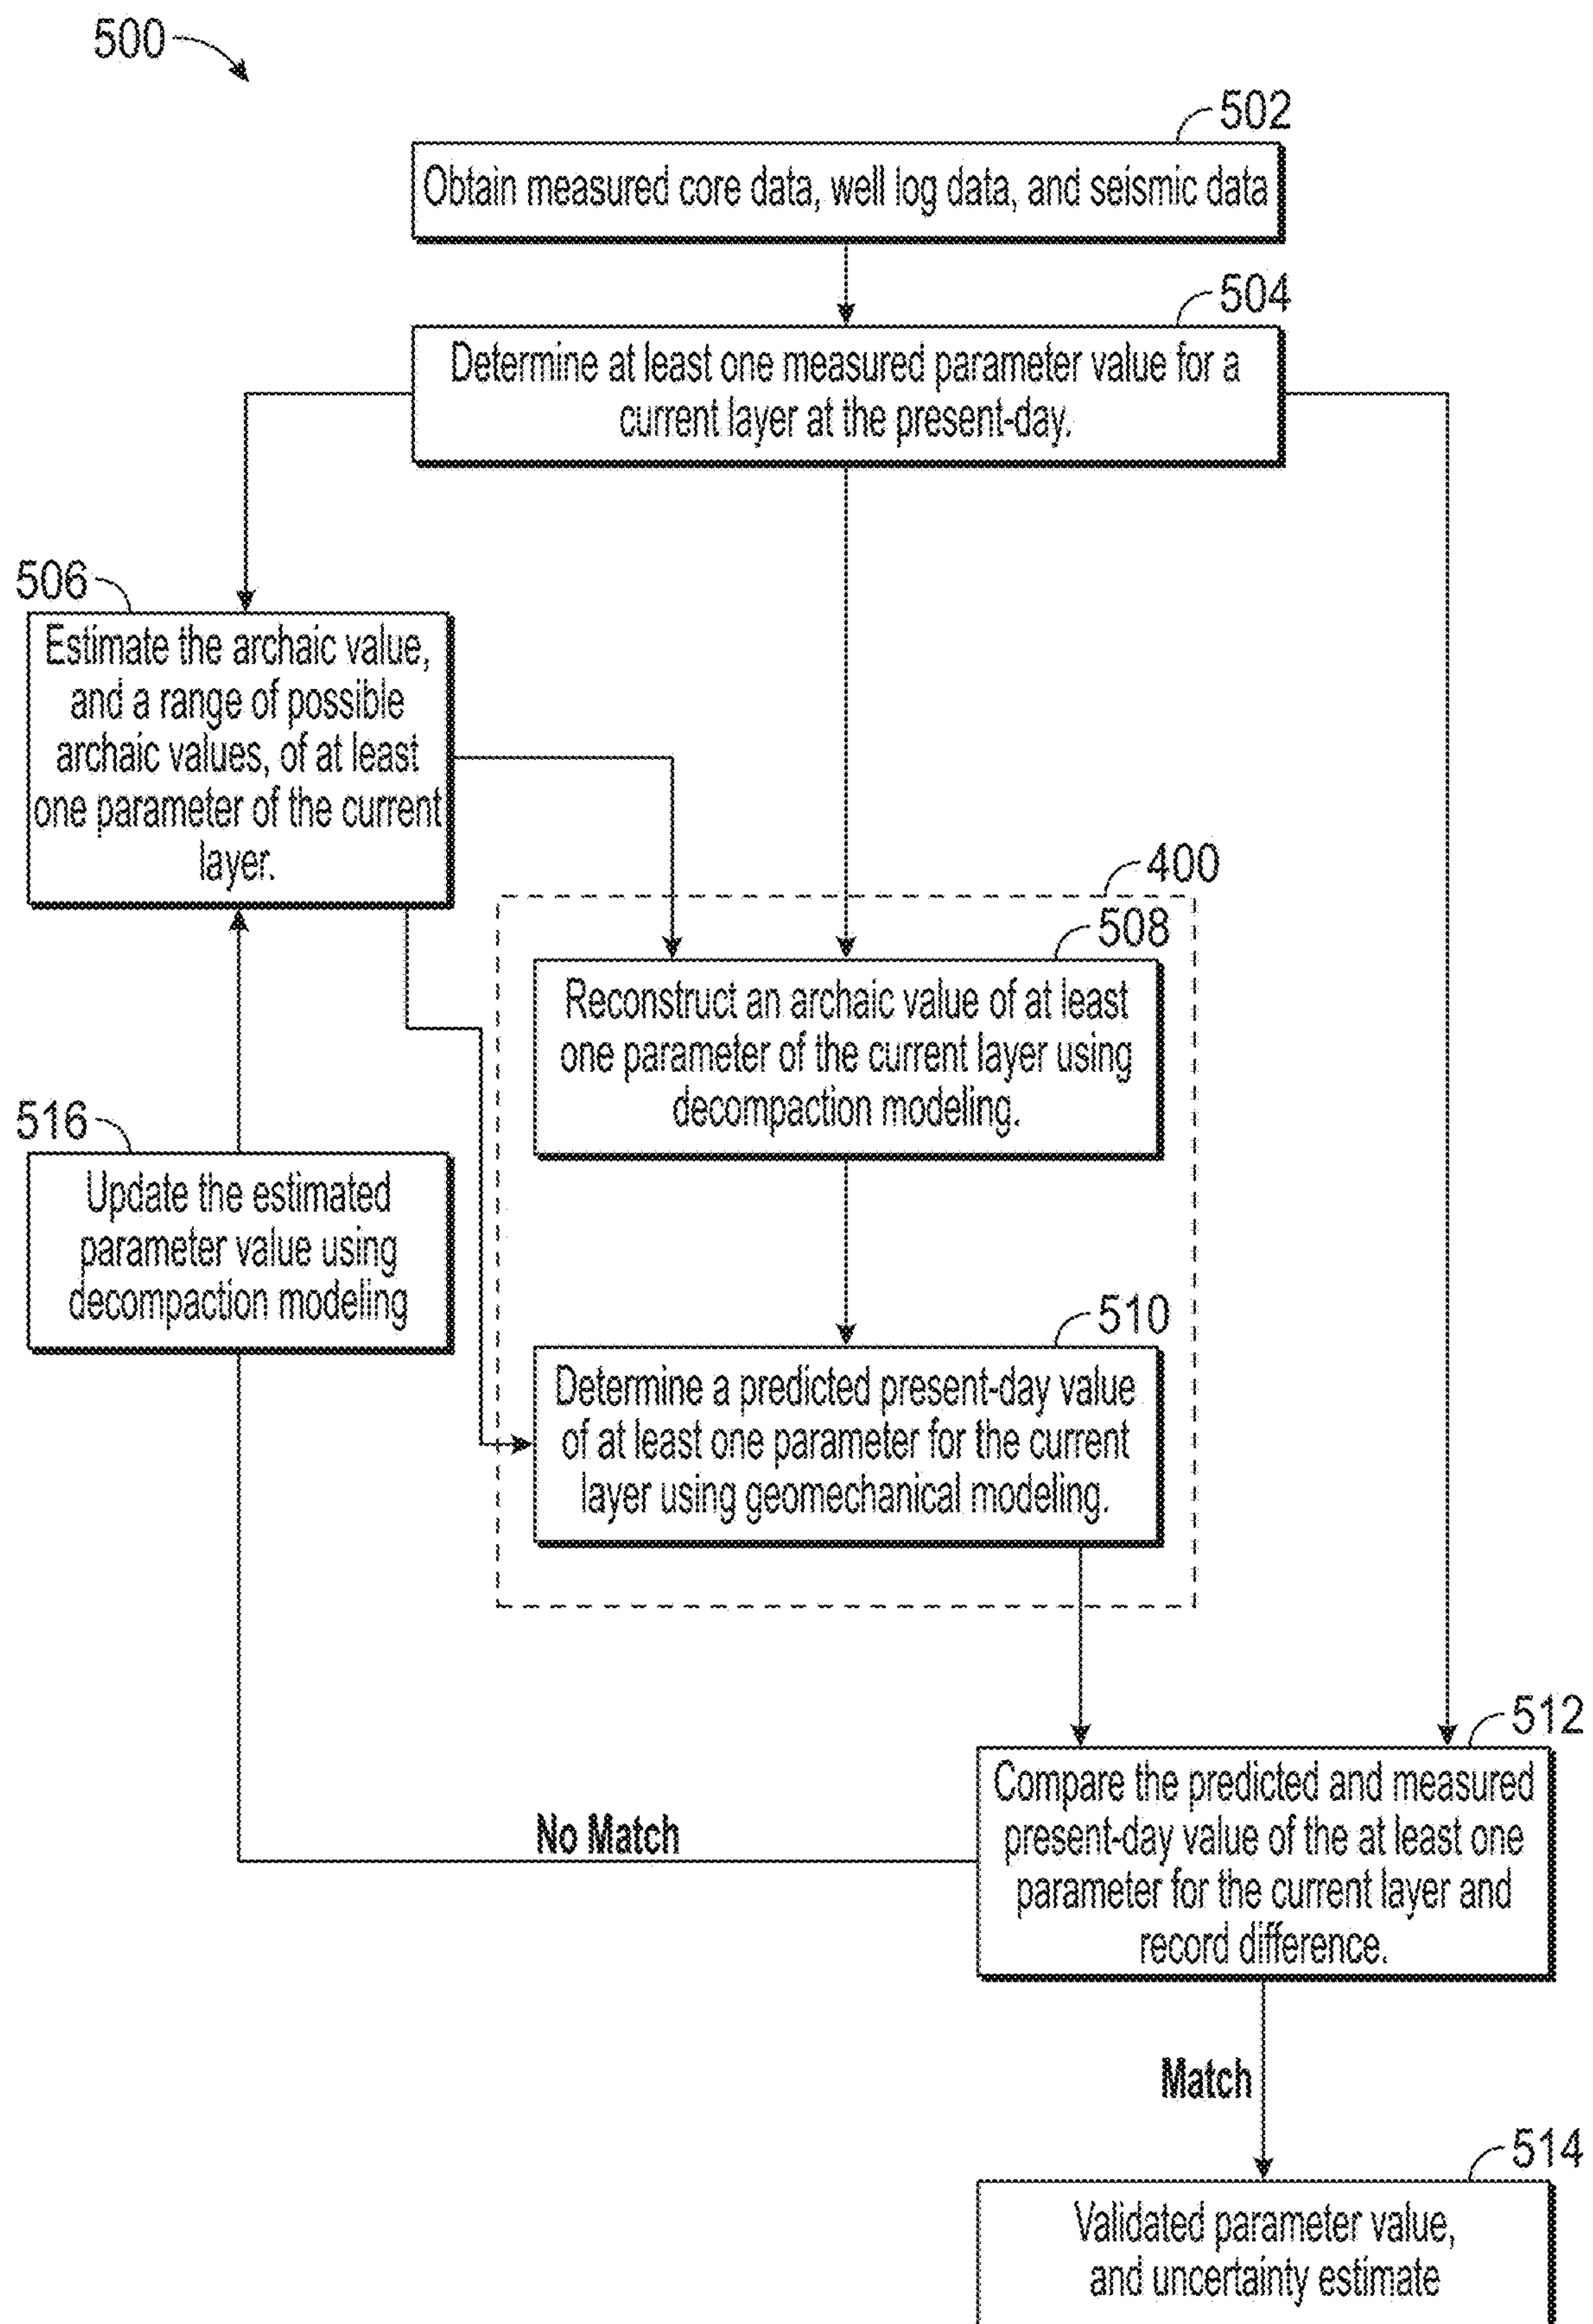 500
502
Obtain measured core data, well log data, and seismic data
504
Determine at least one measured parameter value for a
current layer at the present-day.
506
Estimate the archaic value,
and a range of possible
archaic values, of at least
one parameter of the current
layer.
400
508
Reconstruct an archaic value of at least
one parameter of the current layer using
decompaction modeling.
516
Update the estimated
parameter value using
decompaction modeling
510
Determine a predicted present-day value
of at least one parameter for the current
layer using geomechanical modeling.
512
Compare the predicted and measured
present-day value of the at least one
parameter for the current layer and
record difference.
No Match
Match
514
Validated parameter value,
and uncertainty estimate